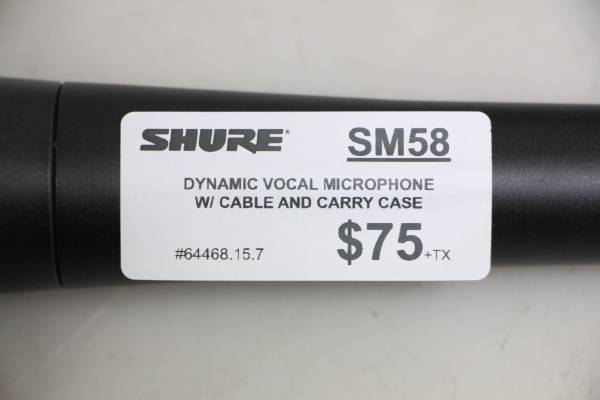 SHURE® SM58
DYNAMIC VOCAL MICROPHONE
W/ CABLE AND CARRY CASE
#64468.15.7 $75+TX